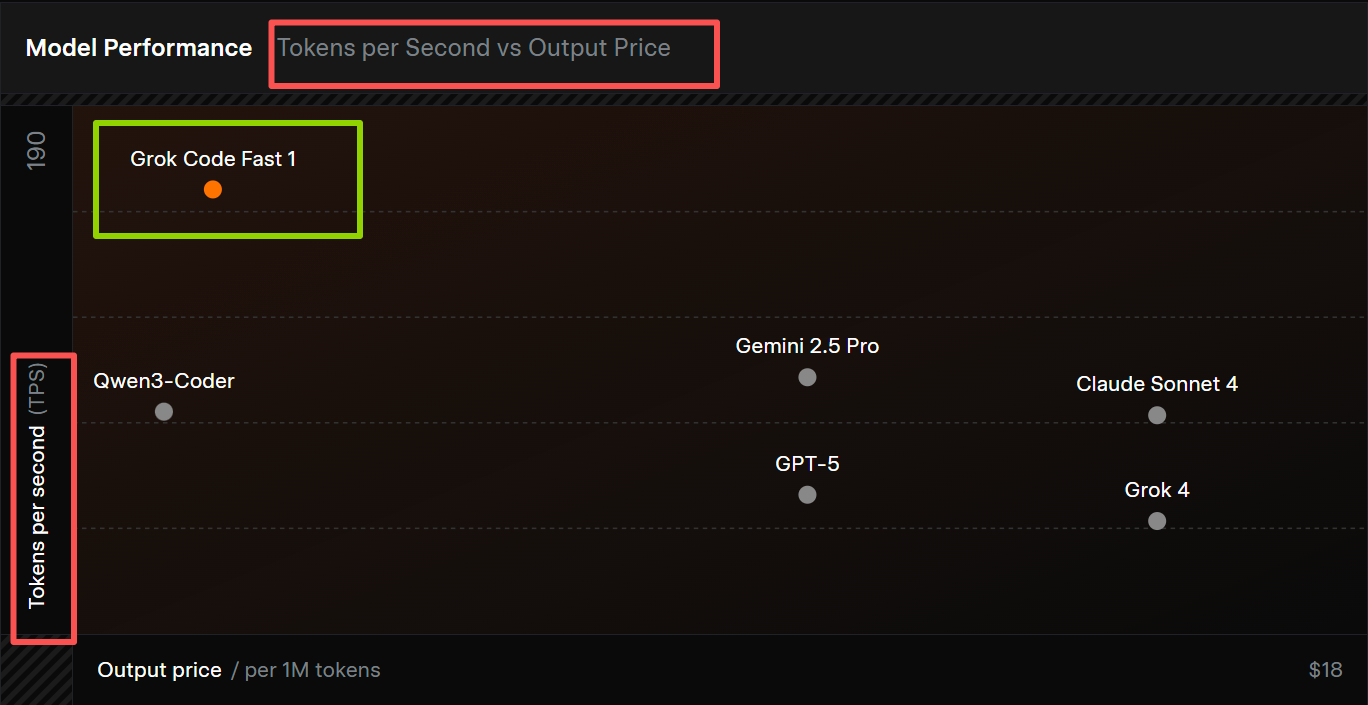 Model Performance Tokens per Second vs Output Price
190
Grok Code Fast 1
Gemini 2.5 Pro
Qwen3-Coder
Claude Sonnet 4
GPT-5
Grok 4
Tokens per second (TPS)
Output price / per 1M tokens
$18